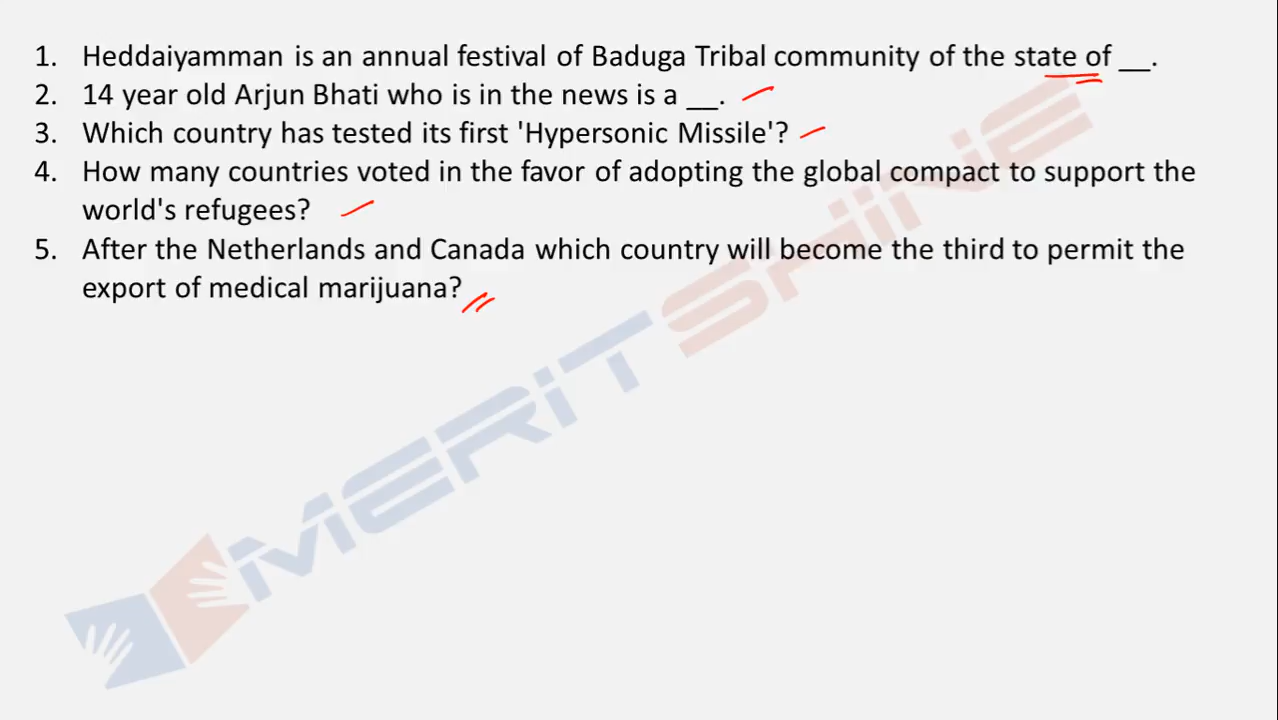 1. Heddaiyamman is an annual festival of Baduga Tribal community of the state of __.
2. 14 year old Arjun Bhati who is in the news is a __.
3. Which country has tested its first 'Hypersonic Missile'?
4. How many countries voted in the favor of adopting the global compact to support the
world's refugees?
5. After the Netherlands and Canada which country will become the third to permit the
export of medical marijuana?
MERITSHINE